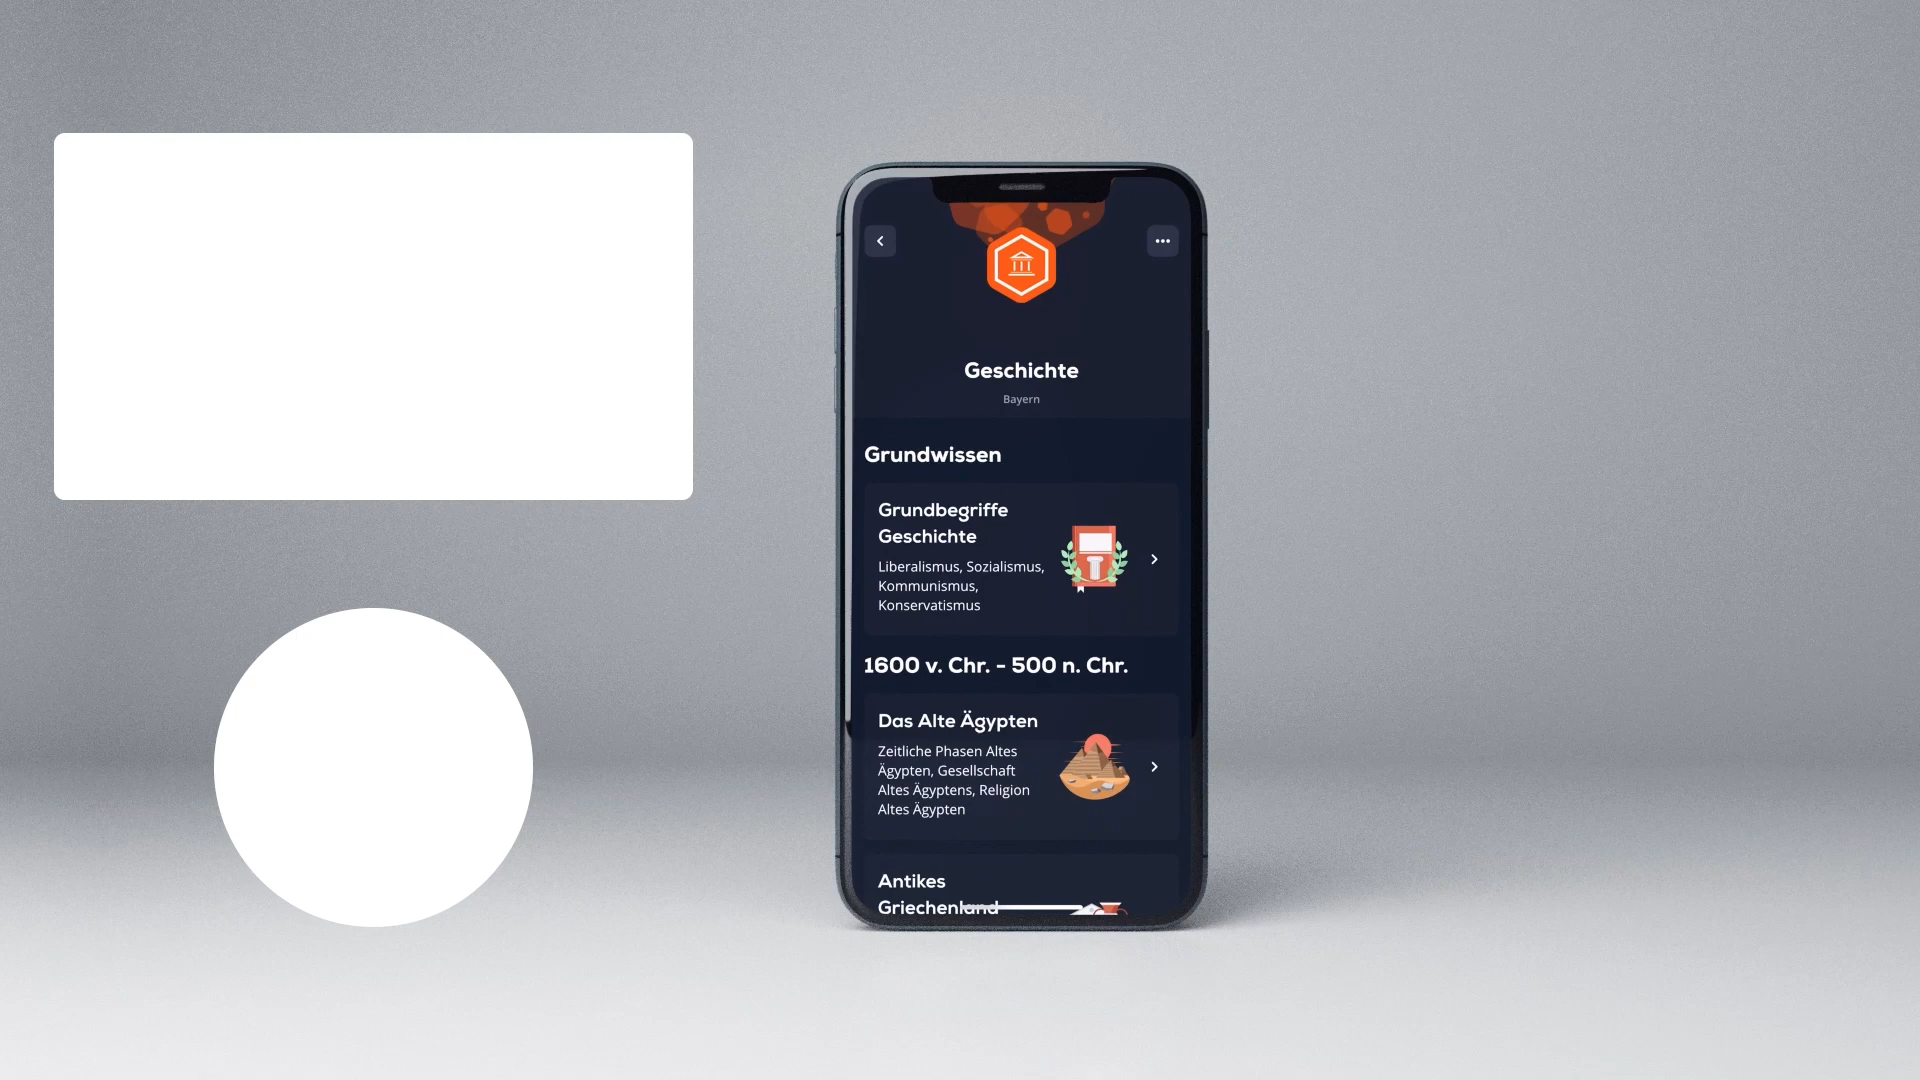 Geschichte
Bayern
Grundwissen
Grundbegriffe
Geschichte
Liberalismus, Sozialismus,
Kommunismus,
Konservatismus
1600 v. Chr. - 500 n. Chr.
Das Alte Ägypten
Zeitliche Phasen Altes
Ägypten, Gesellschaft
Altes Ägyptens, Religion
Altes Ägypten
Antikes
Griechenland